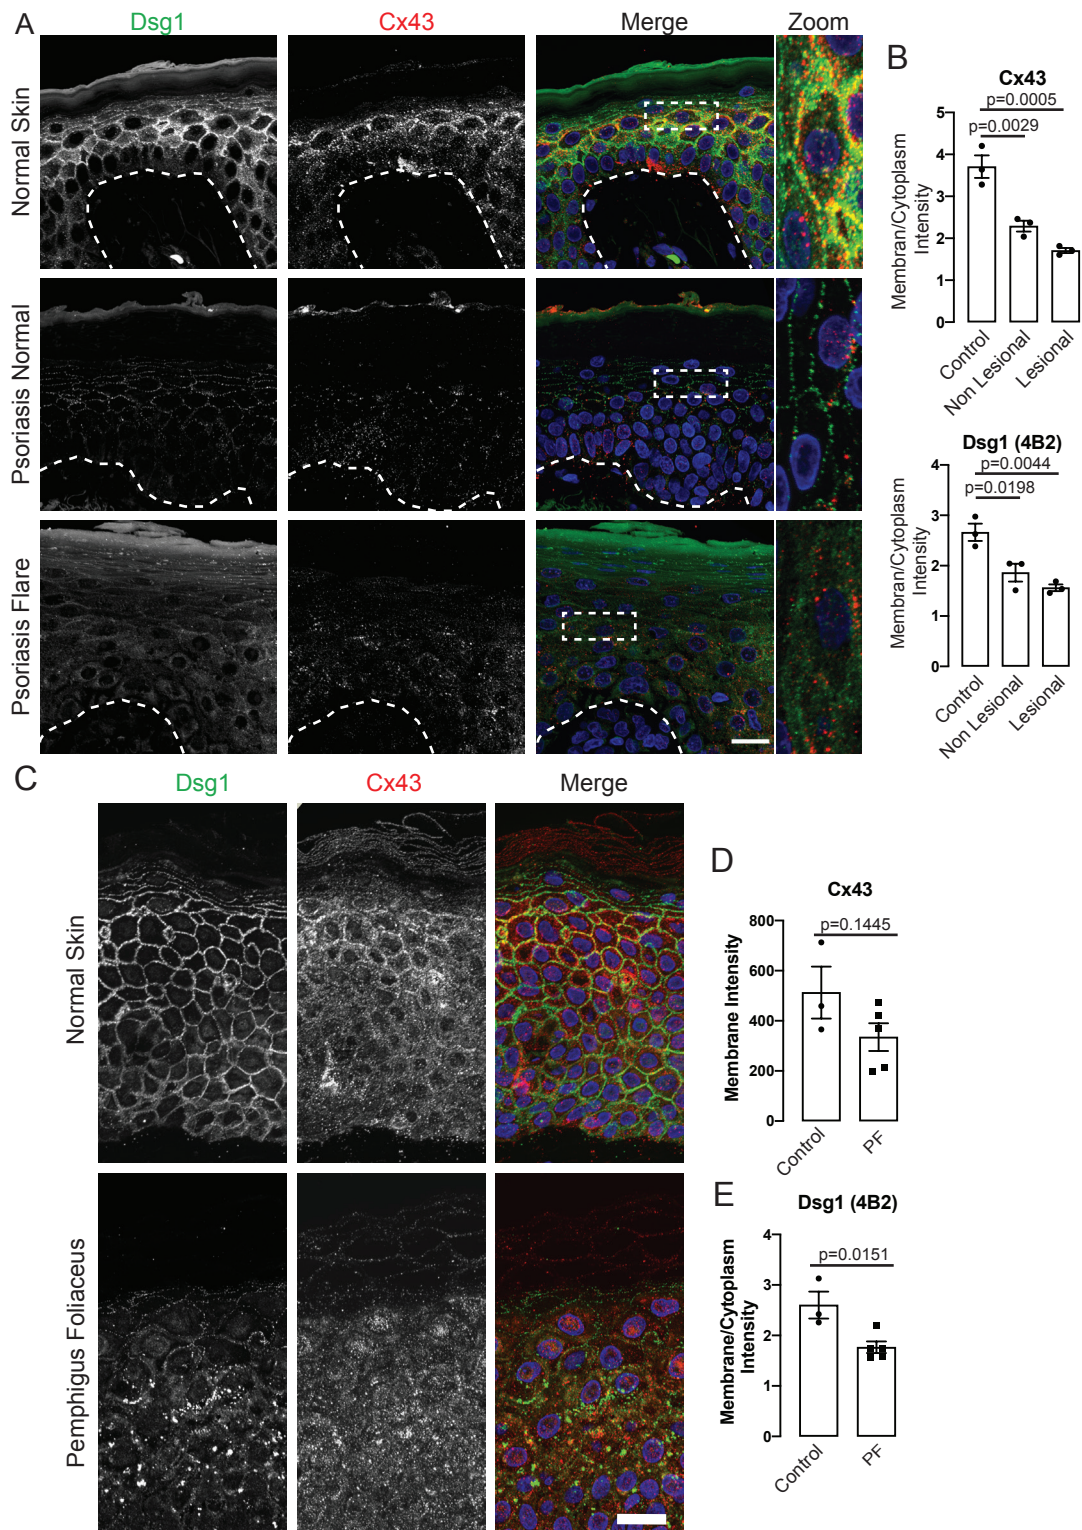 A
Dsg1
Cx43
Merge
Zoom
Normal Skin
Psoriasis Normal
Psoriasis Flare
B
Cx43
p=0.0005
p=0.0029
5
4
3
2
1
0
Membran/Cytoplasm
Intensity
Control
Non Lesional
Lesional
Dsg1 (4B2)
p=0.0044
p=0.0198
4
3
2
1
0
Membran/Cytoplasm
Intensity
Control
Non Lesional
Lesional
C
Dsg1
Cx43
Merge
Normal Skin
Pemphigus Foliaceus
D
Cx43
p=0.1445
800
600
400
200
0
Membrane Intensity
Control
PF
E
Dsg1 (4B2)
p=0.0151
4
3
2
1
0
Membrane/Cytoplasm
Intensity
Control
PF